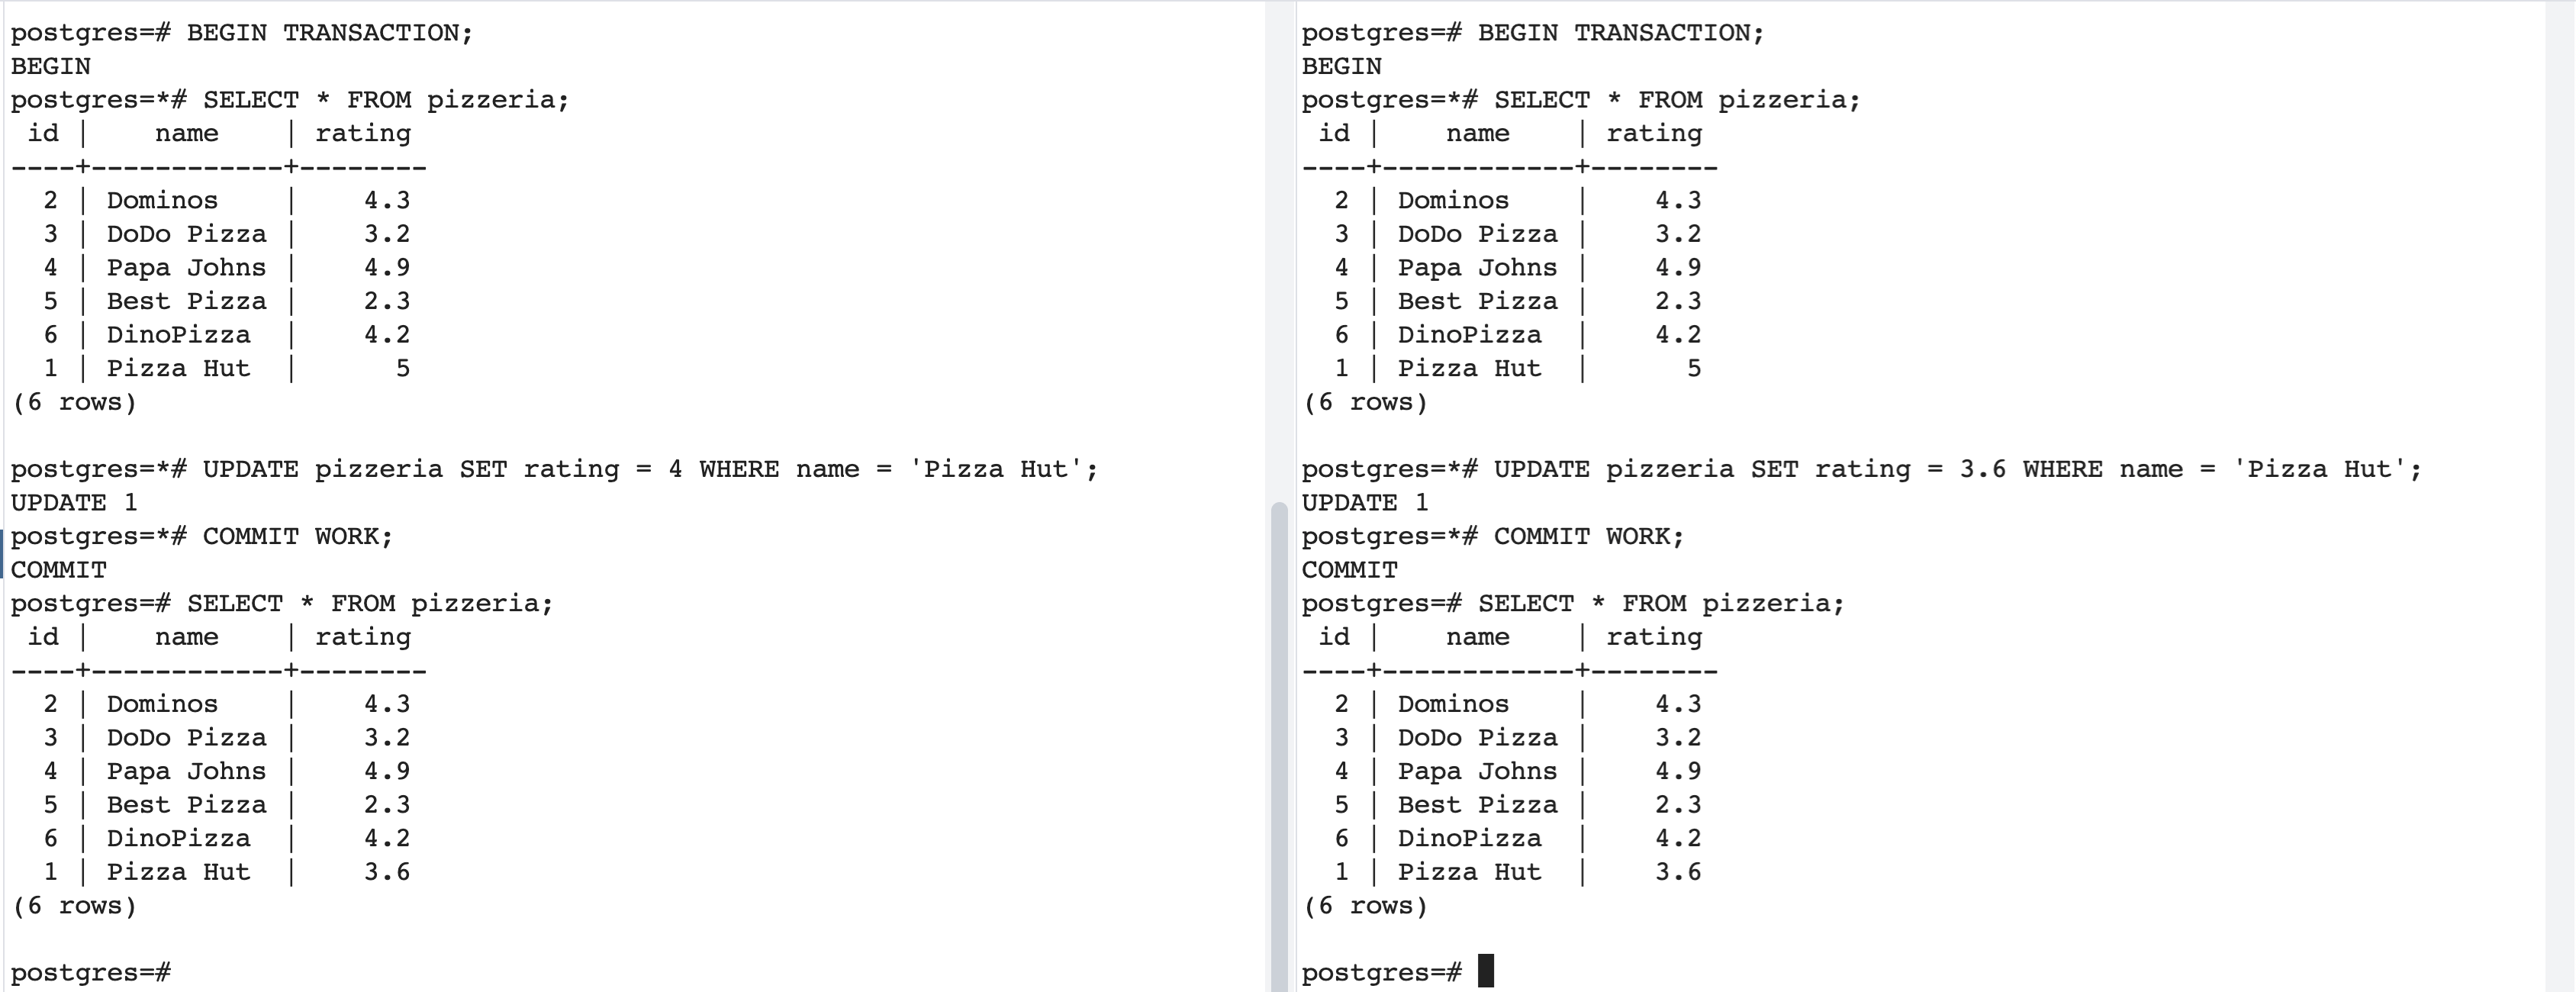 postgres=# BEGIN TRANSACTION;
BEGIN
postgres=*# SELECT * FROM pizzeria;
 id |    name    | rating
----+------------+--------
  2 | Dominos    |    4.3
  3 | DoDo Pizza |    3.2
  4 | Papa Johns |    4.9
  5 | Best Pizza |    2.3
  6 | DinoPizza  |    4.2
  1 | Pizza Hut  |      5
(6 rows)

postgres=*# UPDATE pizzeria SET rating = 4 WHERE name = 'Pizza Hut';
UPDATE 1
postgres=*# COMMIT WORK;
COMMIT
postgres=# SELECT * FROM pizzeria;
 id |    name    | rating
----+------------+--------
  2 | Dominos    |    4.3
  3 | DoDo Pizza |    3.2
  4 | Papa Johns |    4.9
  5 | Best Pizza |    2.3
  6 | DinoPizza  |    4.2
  1 | Pizza Hut  |    3.6
(6 rows)

postgres=#
postgres=# BEGIN TRANSACTION;
BEGIN
postgres=*# SELECT * FROM pizzeria;
 id |    name    | rating
----+------------+--------
  2 | Dominos    |    4.3
  3 | DoDo Pizza |    3.2
  4 | Papa Johns |    4.9
  5 | Best Pizza |    2.3
  6 | DinoPizza  |    4.2
  1 | Pizza Hut  |      5
(6 rows)

postgres=*# UPDATE pizzeria SET rating = 3.6 WHERE name = 'Pizza Hut';
UPDATE 1
postgres=*# COMMIT WORK;
COMMIT
postgres=# SELECT * FROM pizzeria;
 id |    name    | rating
----+------------+--------
  2 | Dominos    |    4.3
  3 | DoDo Pizza |    3.2
  4 | Papa Johns |    4.9
  5 | Best Pizza |    2.3
  6 | DinoPizza  |    4.2
  1 | Pizza Hut  |    3.6
(6 rows)

postgres=#